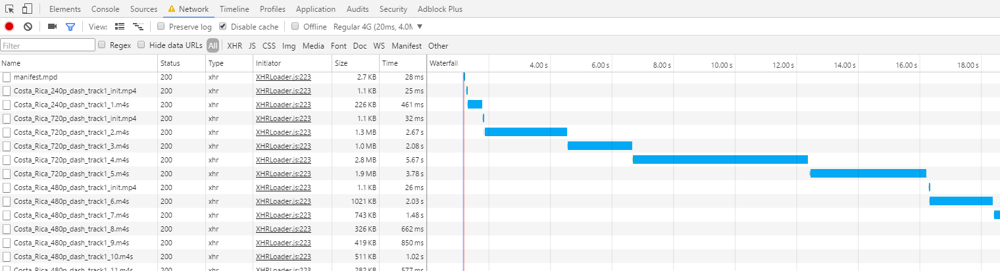 Elements Console Sources Network Timeline Profiles Application Audits Security Adblock Plus
View: Preserve log Disable cache Offline Regular 4G (20ms, 4.0M
Filter Regex Hide data URLs All XHR JS CSS Img Media Font Doc WS Manifest Other
Name Status Type Initiator Size Time Waterfall 4.00 s 6.00 s 8.00 s 10.00 s 12.00 s 14.00 s 16.00 s 18.00 s
manifest.mpd 200 xhr XHRLoader.js:223 2.7 KB 28 ms
Costa_Rica_240p_dash_track1_init.mp4 200 xhr XHRLoader.js:223 1.1 KB 25 ms
Costa_Rica_240p_dash_track1_1.m4s 200 xhr XHRLoader.js:223 226 KB 461 ms
Costa_Rica_720p_dash_track1_init.mp4 200 xhr XHRLoader.js:223 1.1 KB 32 ms
Costa_Rica_720p_dash_track1_2.m4s 200 xhr XHRLoader.js:223 1.3 MB 2.67 s
Costa_Rica_720p_dash_track1_3.m4s 200 xhr XHRLoader.js:223 1.0 MB 2.08 s
Costa_Rica_720p_dash_track1_4.m4s 200 xhr XHRLoader.js:223 2.8 MB 5.67 s
Costa_Rica_720p_dash_track1_5.m4s 200 xhr XHRLoader.js:223 1.9 MB 3.78 s
Costa_Rica_480p_dash_track1_init.mp4 200 xhr XHRLoader.js:223 1.1 KB 26 ms
Costa_Rica_480p_dash_track1_6.m4s 200 xhr XHRLoader.js:223 1021 KB 2.03 s
Costa_Rica_480p_dash_track1_7.m4s 200 xhr XHRLoader.js:223 743 KB 1.48 s
Costa_Rica_480p_dash_track1_8.m4s 200 xhr XHRLoader.js:223 326 KB 662 ms
Costa_Rica_480p_dash_track1_9.m4s 200 xhr XHRLoader.js:223 419 KB 850 ms
Costa_Rica_480p_dash_track1_10.m4s 200 xhr XHRLoader.js:223 511 KB 1.02 s
Costa_Rica_480p_dash_track1_11.m4s 200 xhr XHRLoader.js:223 282 KB 577 ms